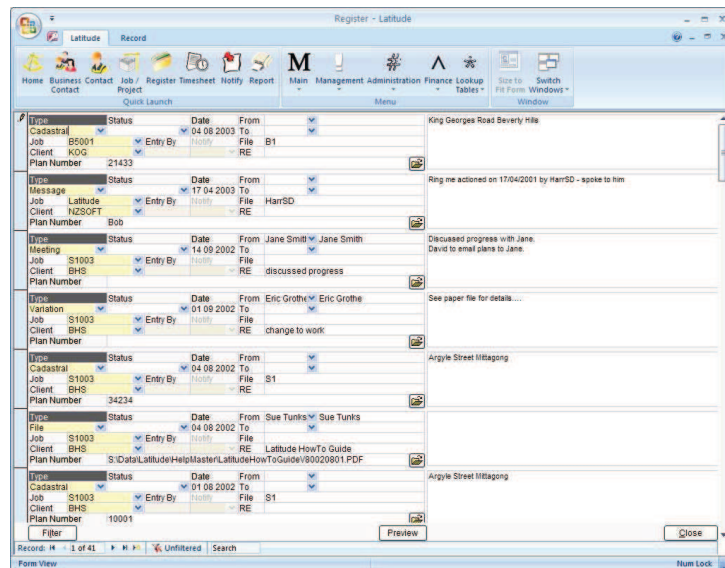 Register - Latitude
Latitude Record
Home Business Contact Contact Job / Project Register Timesheet Notify Report Main Management Administration Finance Lookup Tables Size to Fit Form Switch Windows
Quick Launch Menu Window
Type Status Date From
Cadastral 04 08 2003 To
Job B5001 Entry By Notify File B1
Client KOG RE
Plan Number 21433
King Georges Road Beverly Hills
Type Status Date From
Message 17 04 2003 To
Job Latitude Entry By Notify File HarrSD
Client NZSOFT RE
Plan Number Bob
Ring me actioned on 17/04/2001 by HarrSD - spoke to him
Type Status Date From Jane Smith Jane Smith
Meeting 14 09 2002 To
Job S1003 Entry By Notify File
Client BHS RE discussed progress
Plan Number
Discussed progress with Jane.
David to email plans to Jane.
Type Status Date From Eric Grothe Eric Grothe
Variation 01 09 2002 To
Job S1003 Entry By Notify File
Client BHS RE change to work
Plan Number
See paper file for details....
Type Status Date From
Cadastral 04 08 2002 To
Job S1003 Entry By Notify File S1
Client BHS RE
Plan Number 34234
Argyle Street Mittagong
Type Status Date From Sue Tunks Sue Tunks
File 04 08 2002 To
Job S1003 Entry By Notify File
Client BHS RE Latitude HowTo Guide
Plan Number S:\Data\Latitude\HelpMaster\LatitudeHowToGuideV80020801.PDF
Type Status Date From
Cadastral 01 08 2002 To
Job S1003 Entry By Notify File S1
Client BHS RE
Plan Number 10001
Argyle Street Mittagong
Filter Preview Close
Record: 1 of 41 Unfiltered Search
Form View Num Lock